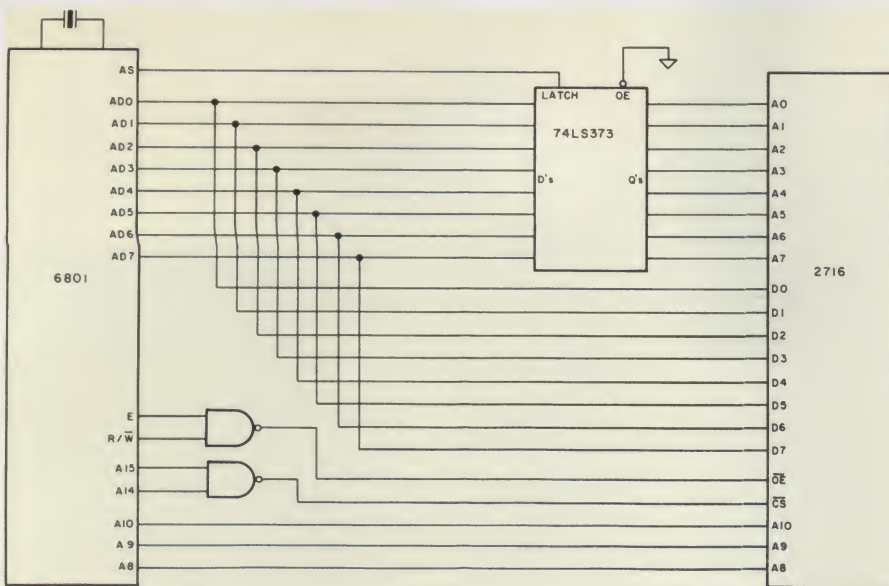 6801
AS
AD0
AD1
AD2
AD3
AD4
AD5
AD6
AD7
E
R/W̅
A15
A14
A10
A9
A8
LATCH OE
74LS373
D's Q's
2716
A0
A1
A2
A3
A4
A5
A6
A7
D0
D1
D2
D3
D4
D5
D6
D7
O̅E̅
C̅S̅
A10
A9
A8